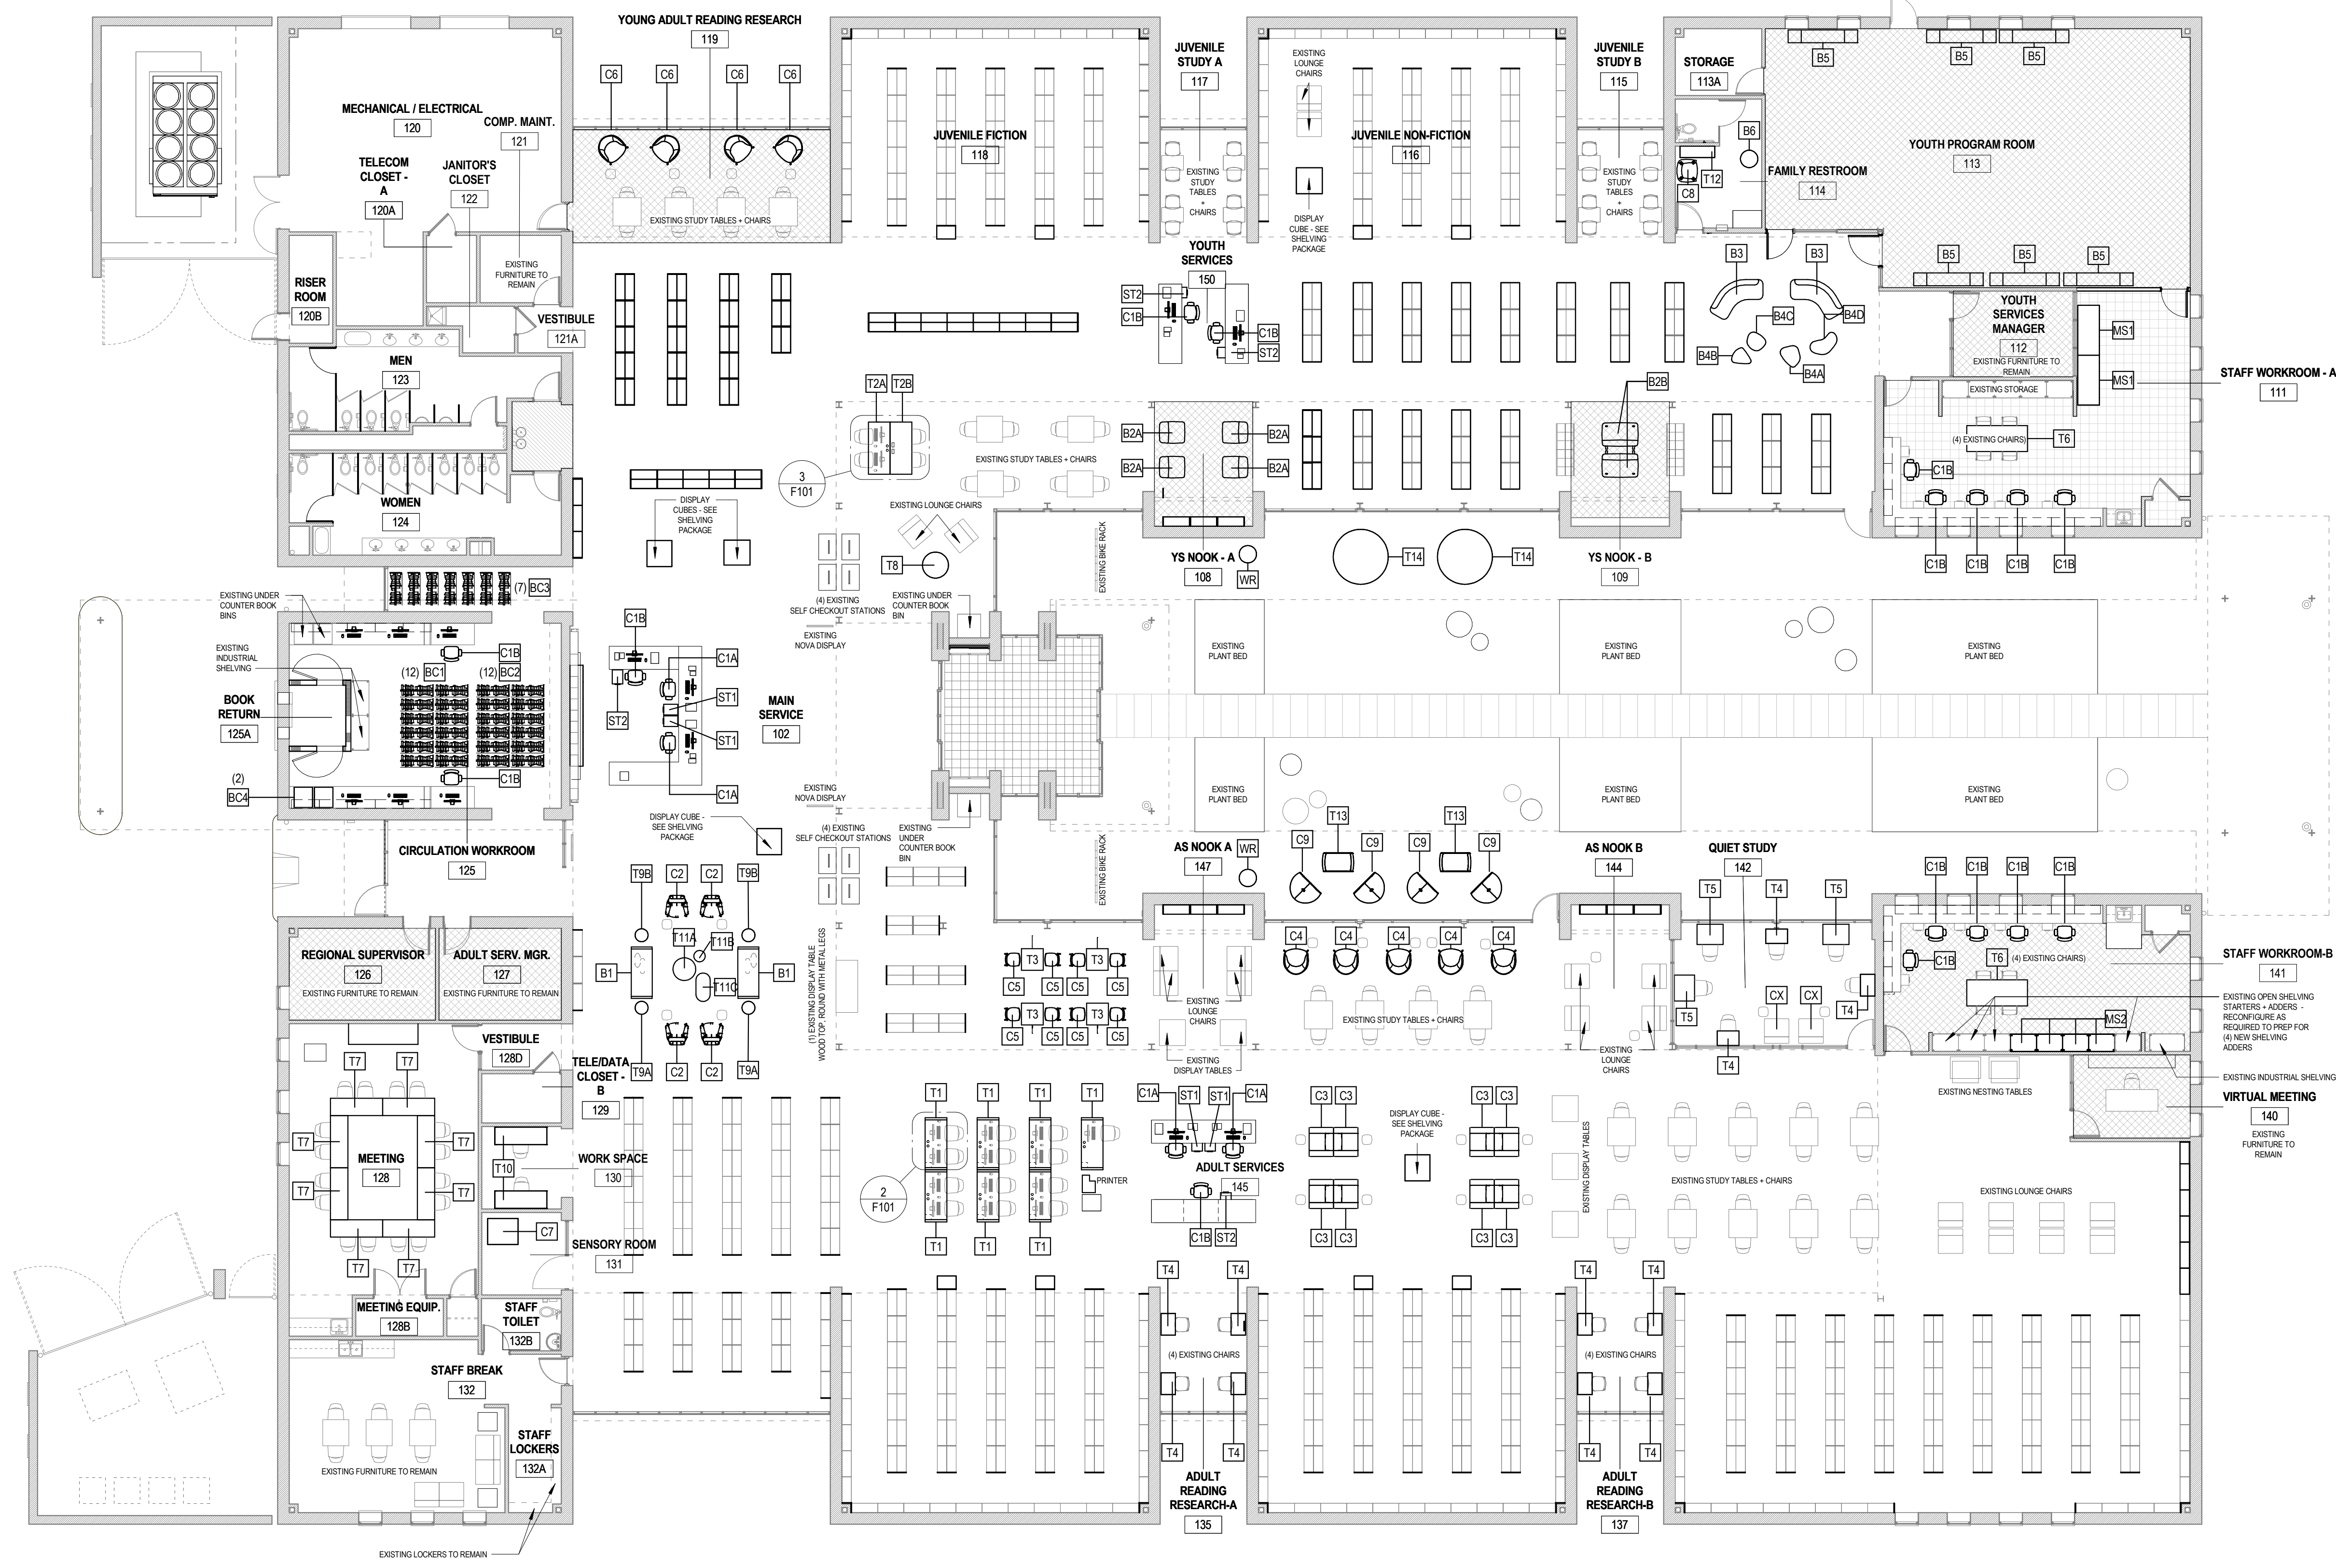 YOUNG ADULT READING RESEARCH
119
C6
C6
C6
C6
EXISTING STUDY TABLES + CHAIRS
MECHANICAL / ELECTRICAL
120
COMP. MAINT.
121
TELECOM
CLOSET -
A
120A
JANITOR'S
CLOSET
122
EXISTING
FURNITURE TO
REMAIN
RISER
ROOM
120B
VESTIBULE
121A
MEN
123
WOMEN
124
JUVENILE FICTION
118
JUVENILE
STUDY A
117
EXISTING
STUDY
TABLES
+
CHAIRS
EXISTING
LOUNGE
CHAIRS
JUVENILE NON-FICTION
116
DISPLAY
CUBE - SEE
SHELVING
PACKAGE
JUVENILE
STUDY B
115
EXISTING
STUDY
TABLES
+
CHAIRS
STORAGE
113A
B5
B5
B5
B6
T12
C8
FAMILY RESTROOM
114
YOUTH PROGRAM ROOM
113
B5
B5
B5
YOUTH
SERVICES
150
ST2
C1B
C1B
ST2
B3
B3
B4C
B4D
B4B
B4A
YOUTH
SERVICES
MANAGER
112
EXISTING FURNITURE TO
REMAIN
MS1
MS1
STAFF WORKROOM - A
111
EXISTING STORAGE
(4) EXISTING CHAIRS)
T6
C1B
C1B
C1B
C1B
C1B
T2A
T2B
3
F101
EXISTING STUDY TABLES + CHAIRS
B2A
B2A
B2A
B2A
B2B
DISPLAY
CUBES - SEE
SHELVING
PACKAGE
EXISTING LOUNGE CHAIRS
T8
(4) EXISTING
SELF CHECKOUT STATIONS
EXISTING UNDER
COUNTER BOOK
BIN
EXISTING BIKE RACK
YS NOOK - A
108
WR
T14
T14
YS NOOK - B
109
EXISTING UNDER
COUNTER BOOK
BINS
(7) BC3
EXISTING
INDUSTRIAL
SHELVING
C1B
(12) BC1
(12) BC2
BOOK
RETURN
125A
C1B
(2)
BC4
CIRCULATION WORKROOM
125
C1B
C1A
ST1
ST2
ST1
C1A
MAIN
SERVICE
102
EXISTING
NOVA DISPLAY
EXISTING
NOVA DISPLAY
EXISTING
PLANT BED
EXISTING
PLANT BED
EXISTING
PLANT BED
EXISTING
PLANT BED
EXISTING
PLANT BED
EXISTING
PLANT BED
DISPLAY CUBE -
SEE SHELVING
PACKAGE
(4) EXISTING
SELF CHECKOUT STATIONS
EXISTING
UNDER
COUNTER BOOK
BIN
EXISTING BIKE RACK
AS NOOK A
147
WR
T13
T13
C9
C9
C9
C9
AS NOOK B
144
QUIET STUDY
142
T5
T4
T5
C1B
C1B
C1B
C1B
C1B
T6
(4) EXISTING CHAIRS)
STAFF WORKROOM-B
141
EXISTING OPEN SHELVING
STARTERS + ADDERS -
RECONFIGURE AS
REQUIRED TO PREP FOR
(4) NEW SHELVING
ADDERS
MS2
EXISTING INDUSTRIAL SHELVING
EXISTING NESTING TABLES
VIRTUAL MEETING
140
EXISTING
FURNITURE TO
REMAIN
T5
CX
CX
T4
T4
T9B
C2
C2
T9B
T11A
T11B
B1
T11C
B1
T9A
C2
C2
T9A
(1) EXISTING DISPLAY TABLE
WOOD TOP, ROUND WITH METAL LEGS
T3
T3
C5
C5
C5
C5
T3
T3
C5
C5
C5
C5
EXISTING
LOUNGE
CHAIRS
EXISTING
DISPLAY TABLES
C4
C4
C4
C4
C4
EXISTING STUDY TABLES + CHAIRS
EXISTING
LOUNGE
CHAIRS
REGIONAL SUPERVISOR
126
EXISTING FURNITURE TO REMAIN
ADULT SERV. MGR.
127
EXISTING FURNITURE TO REMAIN
VESTIBULE
128D
TELE/DATA
CLOSET -
B
129
T7
T7
T7
T7
T7
T7
T7
T7
MEETING
128
T10
WORK SPACE
130
C7
SENSORY ROOM
131
MEETING EQUIP.
128B
STAFF
TOILET
132B
STAFF BREAK
132
STAFF
LOCKERS
132A
EXISTING FURNITURE TO REMAIN
EXISTING LOCKERS TO REMAIN
T1
T1
T1
T1
2
F101
T1
T1
T1
PRINTER
C1A
ST1
ST1
C1A
ADULT SERVICES
145
C1B
ST2
C3
C3
C3
C3
C3
C3
C3
C3
DISPLAY CUBE -
SEE SHELVING
PACKAGE
EXISTING DISPLAY TABLES
EXISTING STUDY TABLES + CHAIRS
EXISTING LOUNGE CHAIRS
T4
T4
(4) EXISTING CHAIRS
T4
T4
ADULT
READING
RESEARCH-A
135
T4
T4
(4) EXISTING CHAIRS
T4
T4
ADULT
READING
RESEARCH-B
137